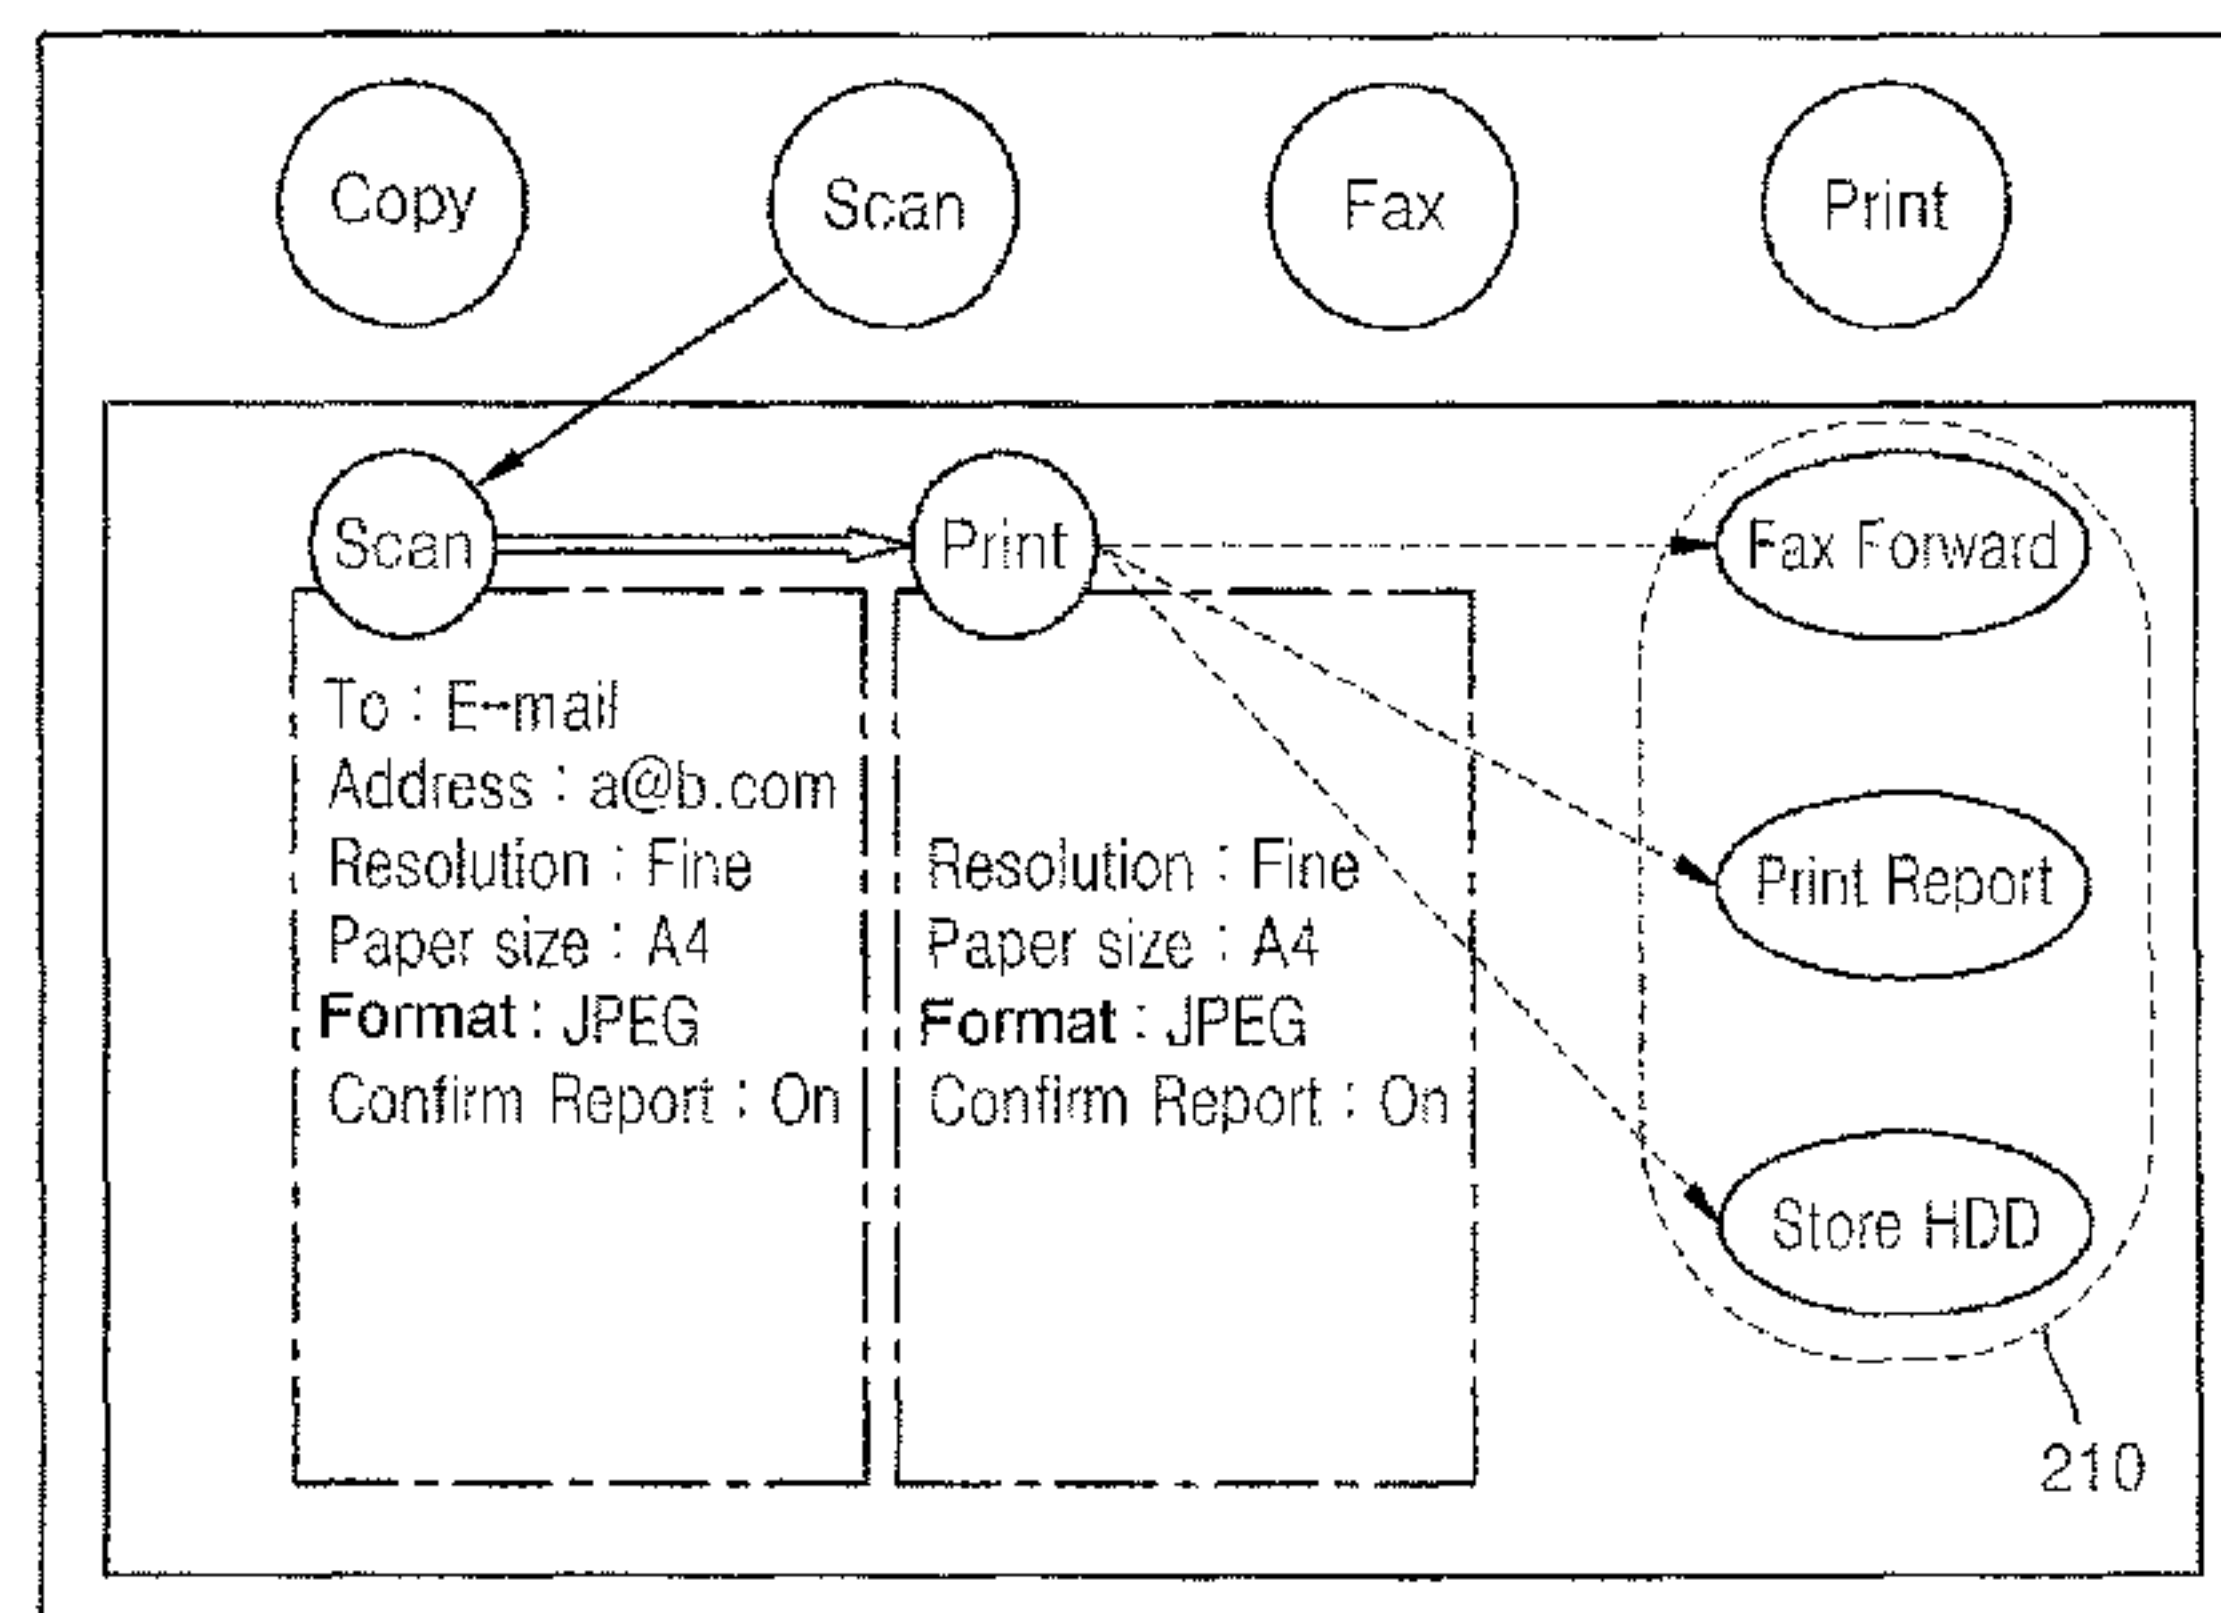 Copy Scan Fax Print
Scan Print Fax Forward
To : E-mail
Address : a@b.com
Resolution : Fine
Paper size : A4
Format : JPEG
Confirm Report : On
Resolution : Fine
Paper size : A4
Format : JPEG
Confirm Report : On
Print Report
Store HDD
210